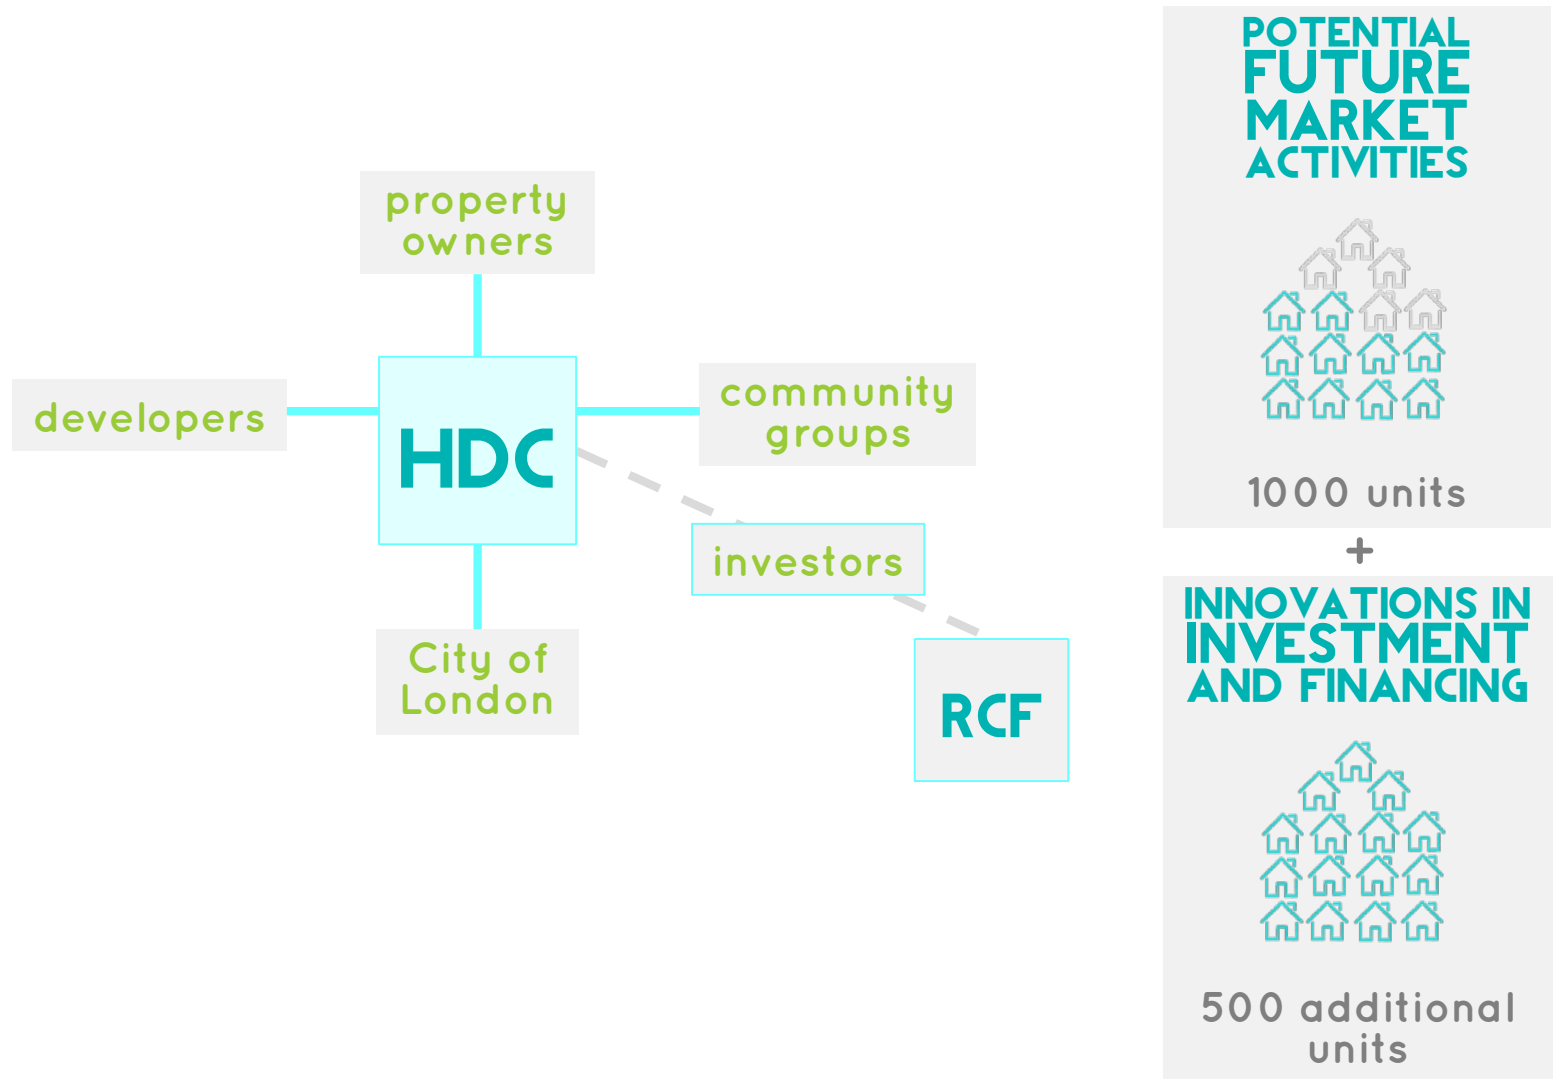 property
owners
developers
HDC
community
groups
investors
City of
London
RCF
POTENTIAL
FUTURE
MARKET
ACTIVITIES
1000 units
+
INNOVATIONS IN
INVESTMENT
AND FINANCING
500 additional
units